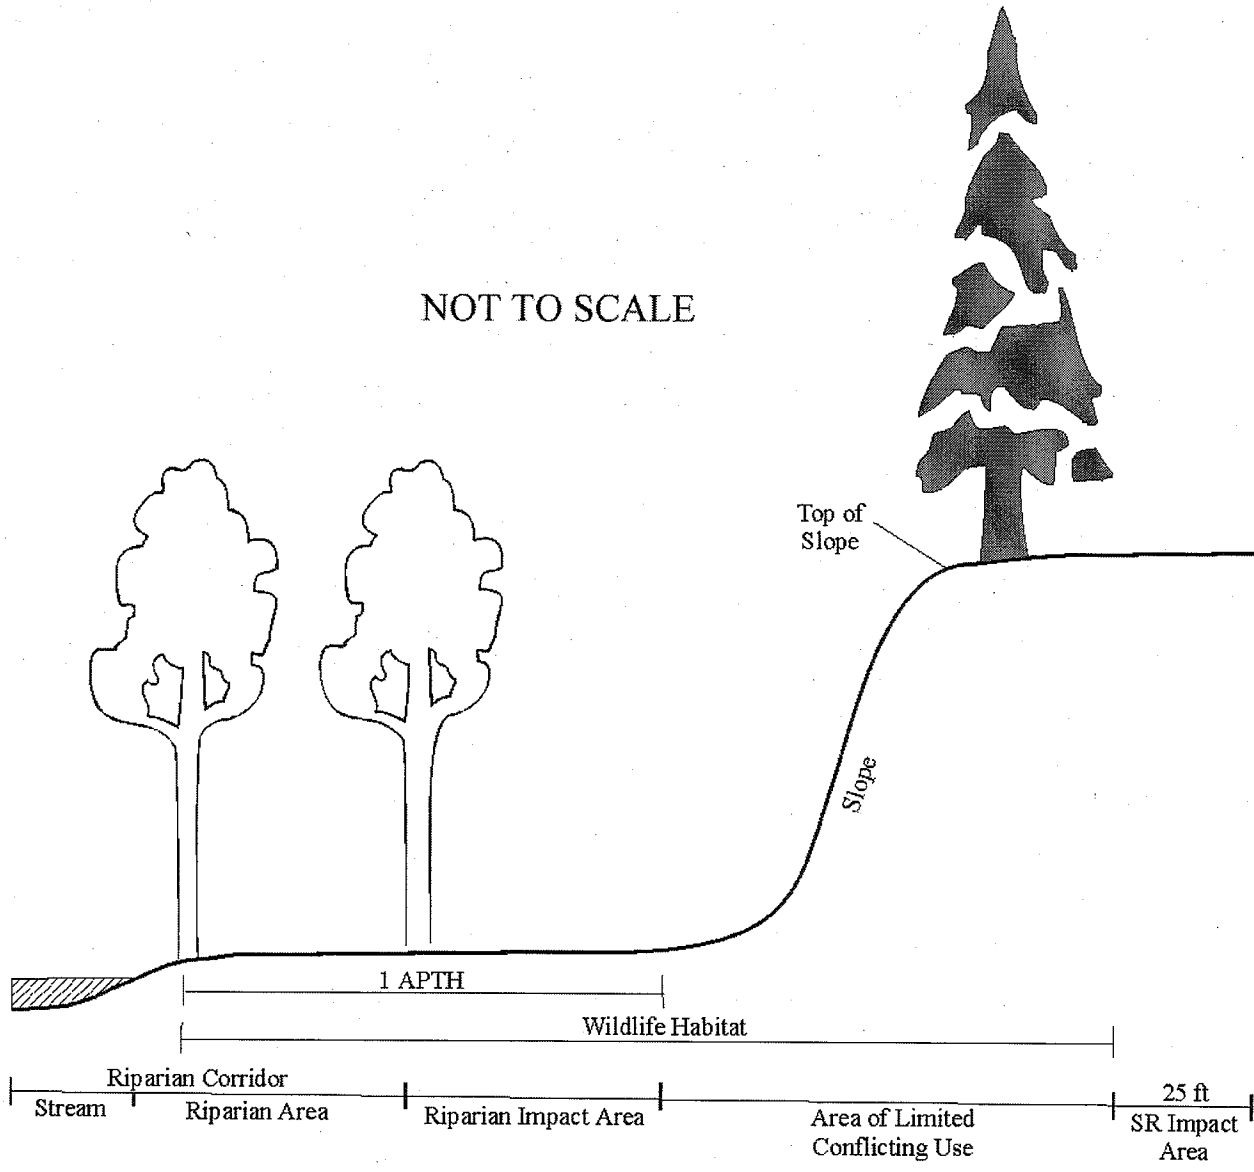 NOT TO SCALE
Top of
Slope
Slope
1 APTH
Wildlife Habitat
Riparian Corridor
25 ft
Stream
Riparian Area
Riparian Impact Area
Area of Limited
Conflicting Use
SR Impact
Area